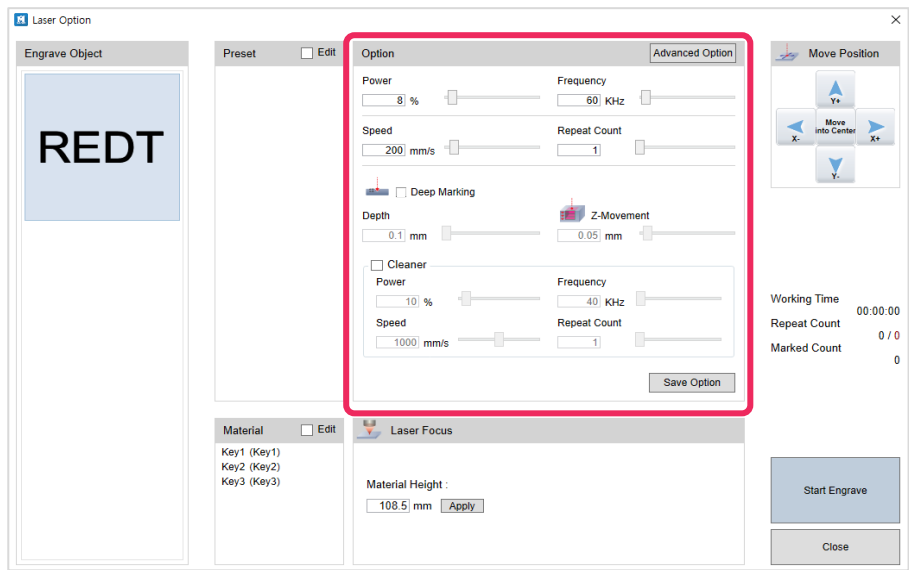 Laser Option
Engrave Object
REDT
Preset
Edit
Option
Advanced Option
Power
8 %
Frequency
60 KHz
Speed
200 mm/s
Repeat Count
1
Deep Marking
Depth
0.1 mm
Z-Movement
0.05 mm
Cleaner
Power
10 %
Frequency
40 KHz
Speed
1000 mm/s
Repeat Count
1
Save Option
Material
Edit
Key1 (Key1)
Key2 (Key2)
Key3 (Key3)
Laser Focus
Material Height :
108.5 mm Apply
Move Position
Y+
X-
Move
into Center
X+
Y-
Working Time
00:00:00
Repeat Count
0 / 0
Marked Count
0
Start Engrave
Close